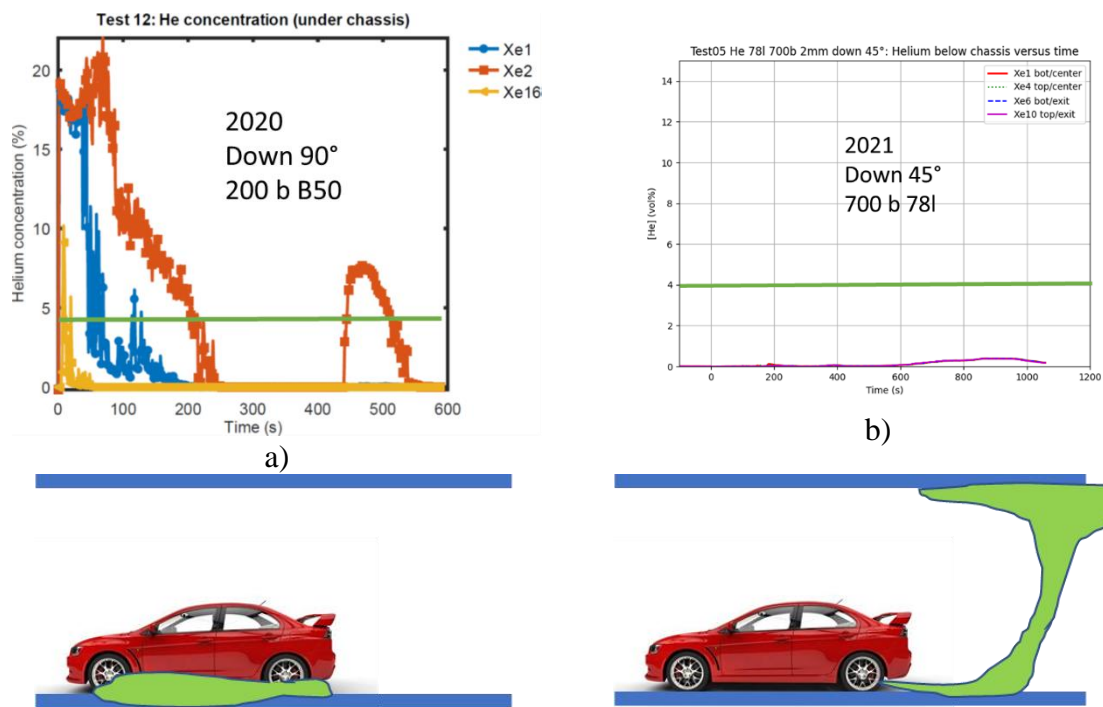 Test 12: He concentration (under chassis)
Helium concentration (%)
20
15
10
5
0
2020
Down 90°
200 b B50
Xe1
Xe2
Xe16
0 100 200 300 400 500 600
Time (s)
a)
Test05 He 78l 700b 2mm down 45°: Helium below chassis versus time
[He] (vol%)
14
12
10
8
6
4
2
0
Xe1 bot/center
Xe4 top/center
Xe6 bot/exit
Xe10 top/exit
2021
Down 45°
700 b 78l
0 200 400 600 800 1000 1200
Time (s)
b)